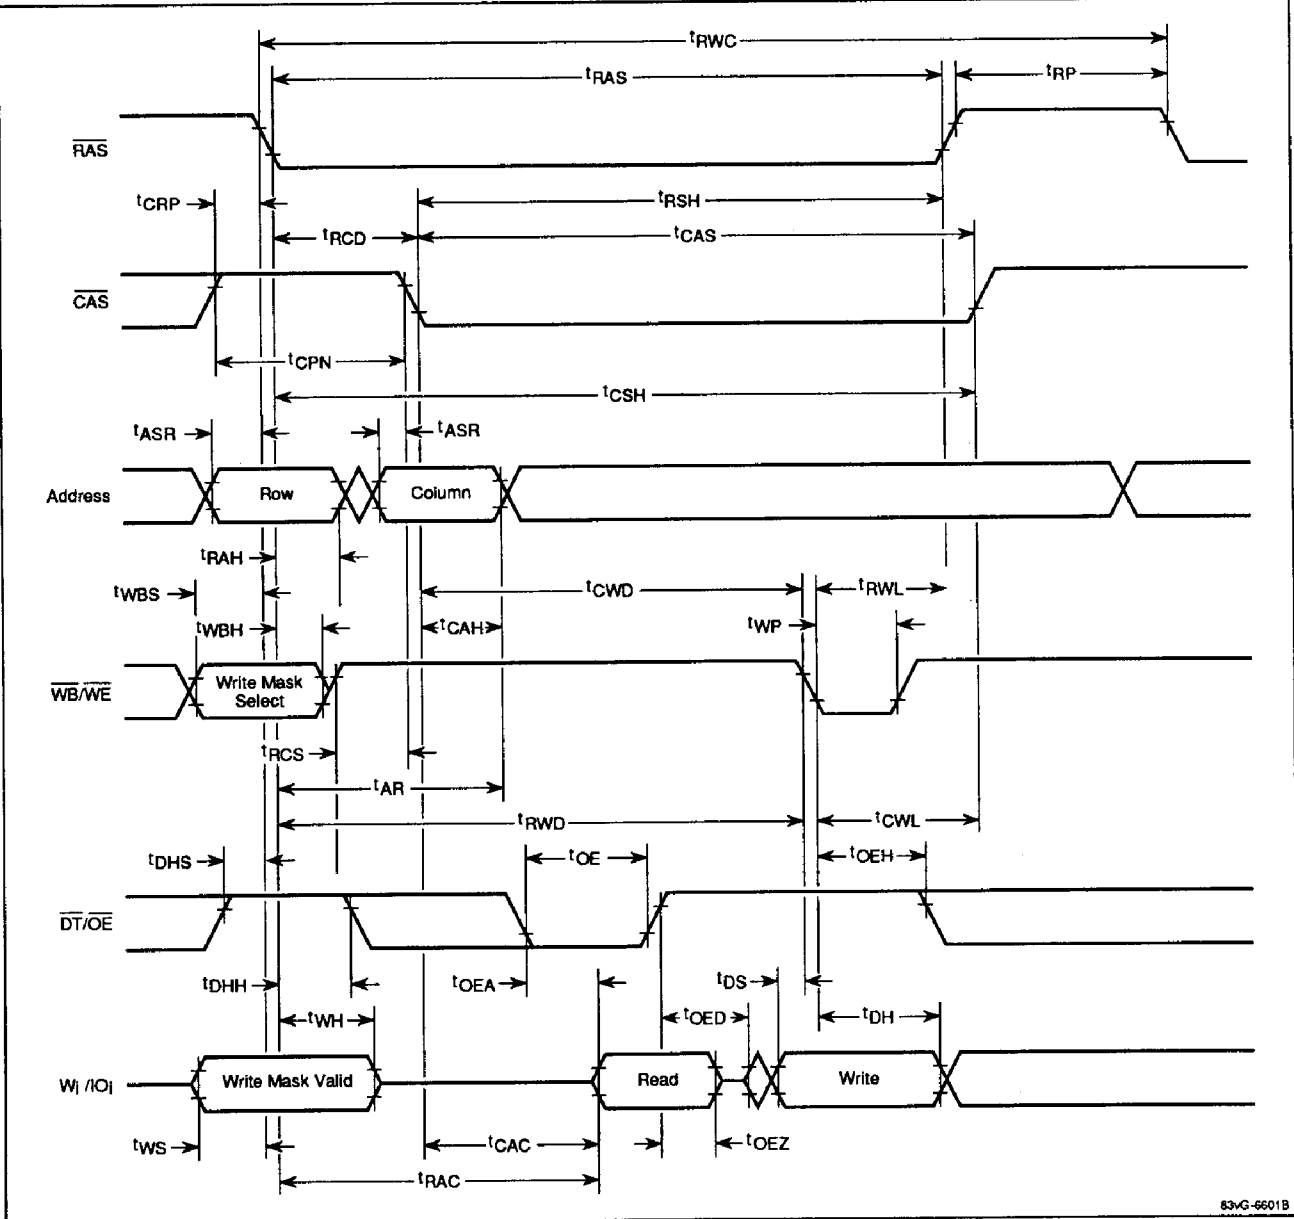 tRWC
tRAS
tRP
RAS
tCRP
tRSH
tRCD
tCAS
CAS
tCPN
tCSH
tASR
tASR
Address
Row
Column
tRAH
tWBS
tCWD
tRWL
tWBH
tCAH
tWP
WB/WE
Write Mask
Select
tRCS
tAR
tRWD
tCWL
tDHS
tOE
tOEH
DT/OE
tDHH
tOEA
tDS
tWH
tOED
tDH
Wi /IOi
Write Mask Valid
Read
Write
tWS
tCAC
tOEZ
tRAC
83vG-6601B